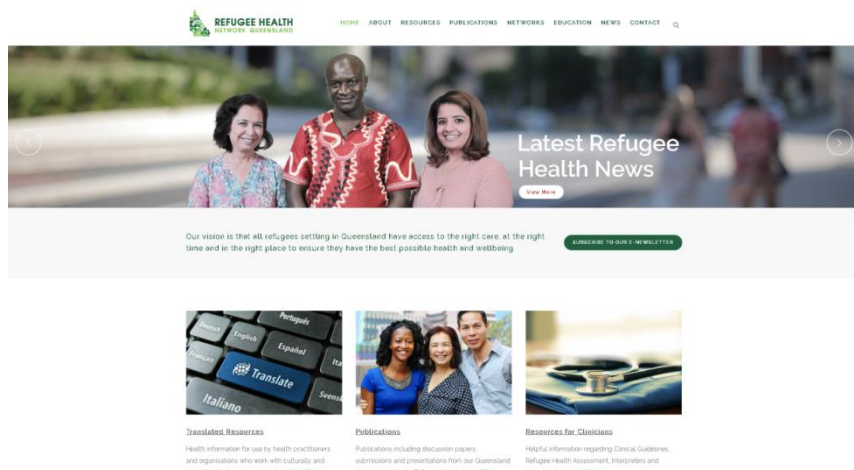 REFUGEE HEALTH
NETWORK QUEENSLAND
HOME ABOUT RESOURCES PUBLICATIONS NETWORKS EDUCATION NEWS CONTACT
Latest Refugee
Health News
View More
Our vision is that all refugees settling in Queensland have access to the right care, at the right
time and in the right place to ensure they have the best possible health and wellbeing.
SUBSCRIBE TO OUR E-NEWSLETTER
Português
Deutsch
English
Español
Français
Ita
Translate
Italiano
Svensk
Translated Resources
Health information for use by health practitioners
and organisations who work with culturally and
Publications
Publications including discussion papers,
submissions and presentations from our Queensland
Resources for Clinicians
Helpful information regarding Clinical Guidelines,
Refugee Health Assessment, Interpreters and